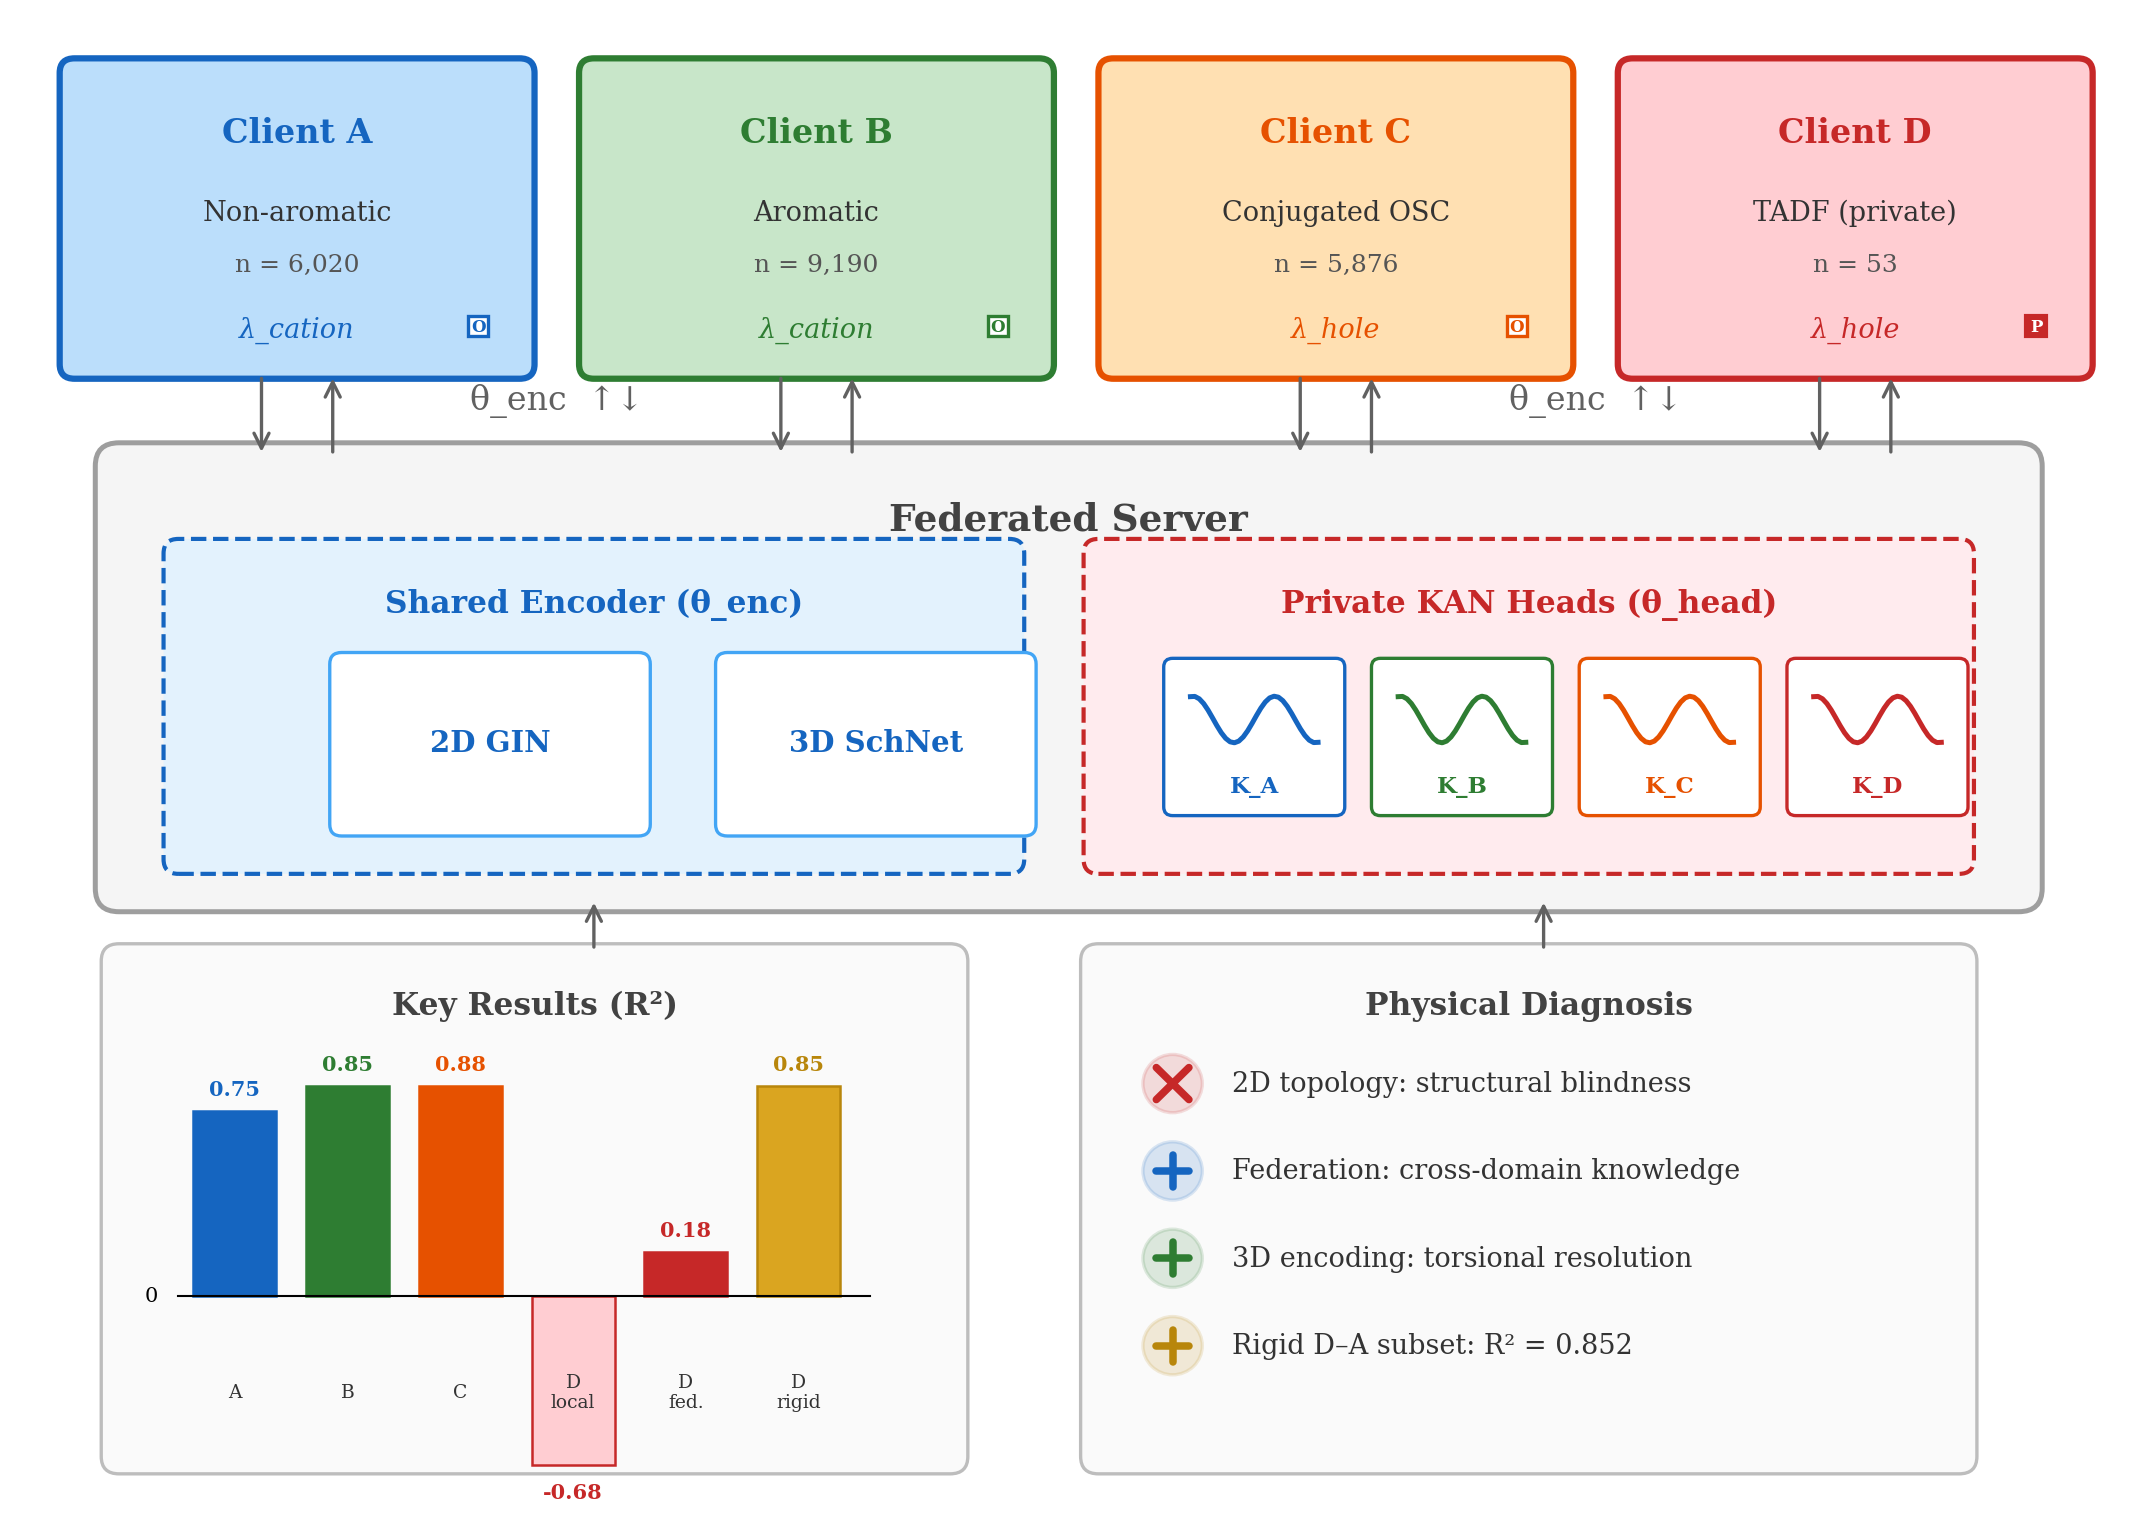 Client A
Non-aromatic
n = 6,020
λ_cation
O
Client B
Aromatic
n = 9,190
λ_cation
O
Client C
Conjugated OSC
n = 5,876
λ_hole
O
Client D
TADF (private)
n = 53
λ_hole
P
θ_enc ↑↓
θ_enc ↑↓
Federated Server
Shared Encoder (θ_enc)
2D GIN
3D SchNet
Private KAN Heads (θ_head)
K_A
K_B
K_C
K_D
Key Results (R²)
0.75
0.85
0.88
0.18
0.85
0
A
B
C
D
local
D
fed.
D
rigid
-0.68
Physical Diagnosis
2D topology: structural blindness
Federation: cross-domain knowledge
3D encoding: torsional resolution
Rigid D–A subset: R² = 0.852